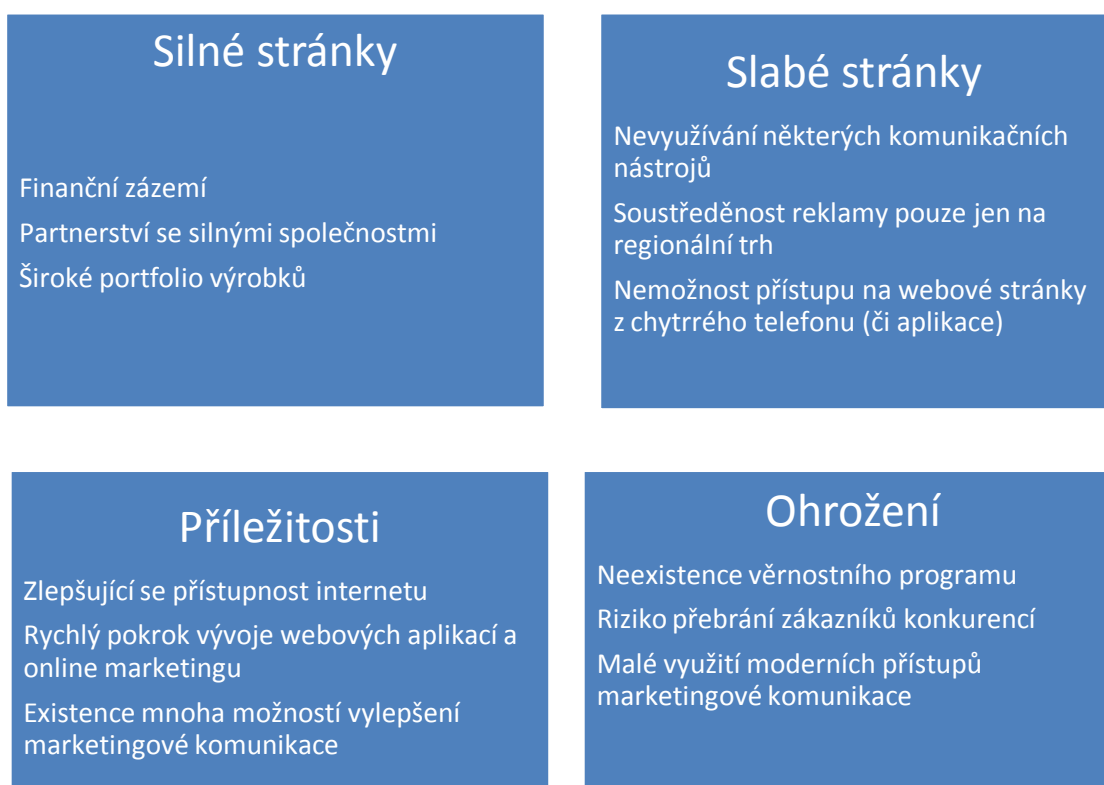 Silné stránky
Finanční zázemí
Partnerství se silnými společnostmi
Široké portfolio výrobků
Slabé stránky
Nevyužívání některých komunikačních
nástrojů
Soustředěnost reklamy pouze jen na
regionální trh
Nemožnost přístupu na webové stránky
z chytrrého telefonu (či aplikace)
Příležitosti
Zlepšující se přístupnost internetu
Rychlý pokrok vývoje webových aplikací a
online marketingu
Existence mnoha možností vylepšení
marketingové komunikace
Ohrožení
Neexistence věrnostního programu
Riziko přebrání zákazníků konkurencí
Malé využití moderních přístupů
marketingové komunikace